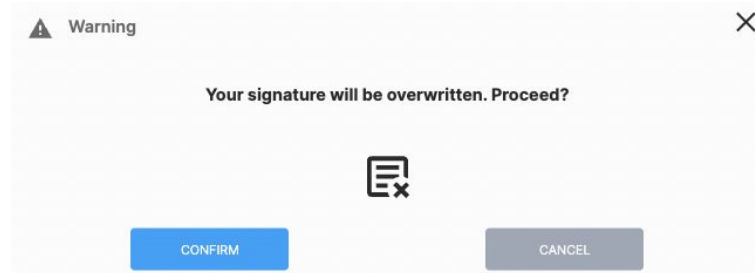 Warning
Your signature will be overwritten. Proceed?
CONFIRM
CANCEL